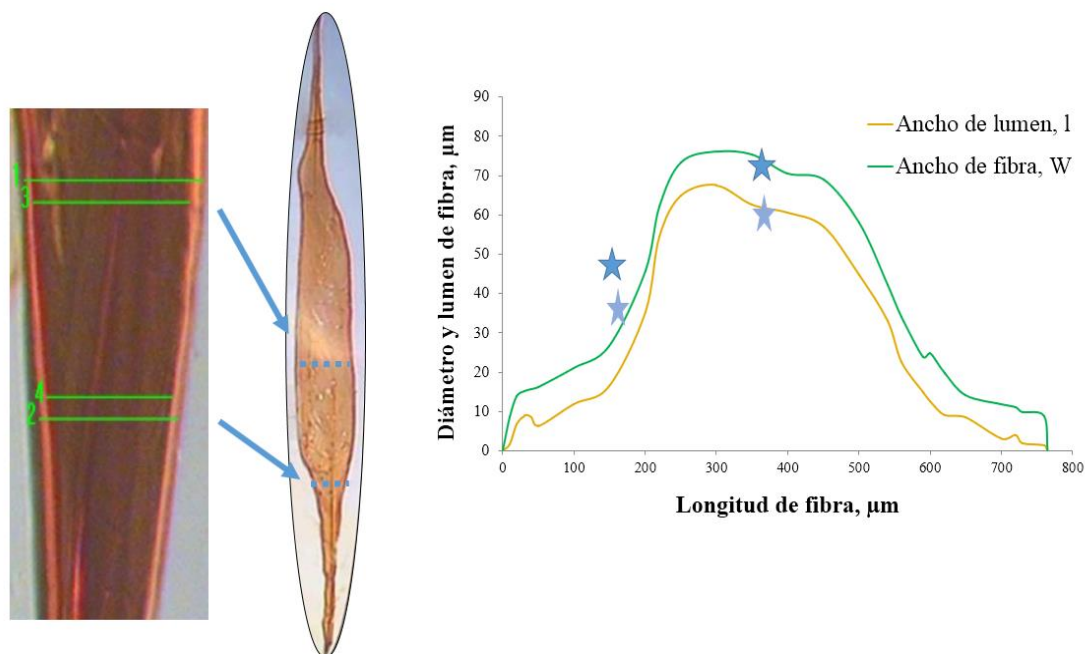 1
3
4
2
Diámetro y lumen de fibra, µm
90
80
70
60
50
40
30
20
10
0
0 100 200 300 400 500 600 700 800
Longitud de fibra, µm
Ancho de lumen, l
Ancho de fibra, W